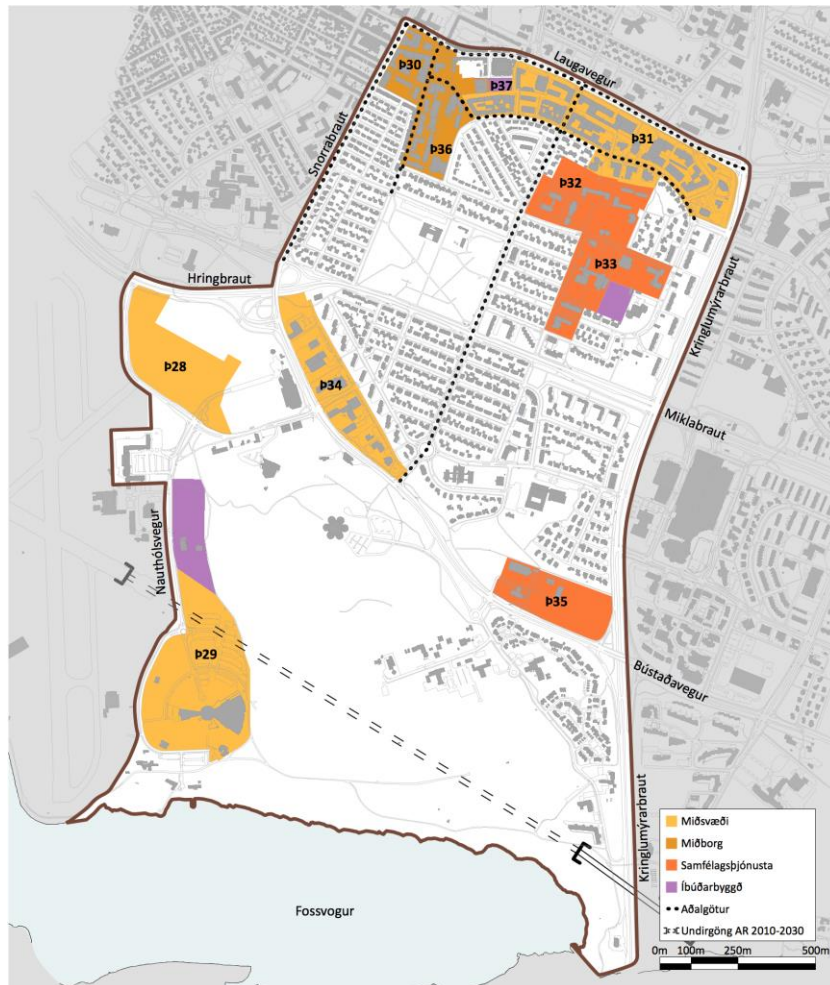 Laugavegur
Þ30
Þ37
Snorrabraut
Þ36
Þ31
Þ32
Þ33
Hringbraut
Kringlumýrarbraut
Þ28
Þ34
Miklabraut
Nauthólsvegur
Þ35
Þ29
Bústaðavegur
Kringlumýrarbraut
Fossvogur
Miðsvæði
Miðborg
Samfélagsþjónusta
Íbúðarbyggð
Aðalgötur
Undirgöng AR 2010-2030
0m 100m 250m 500m